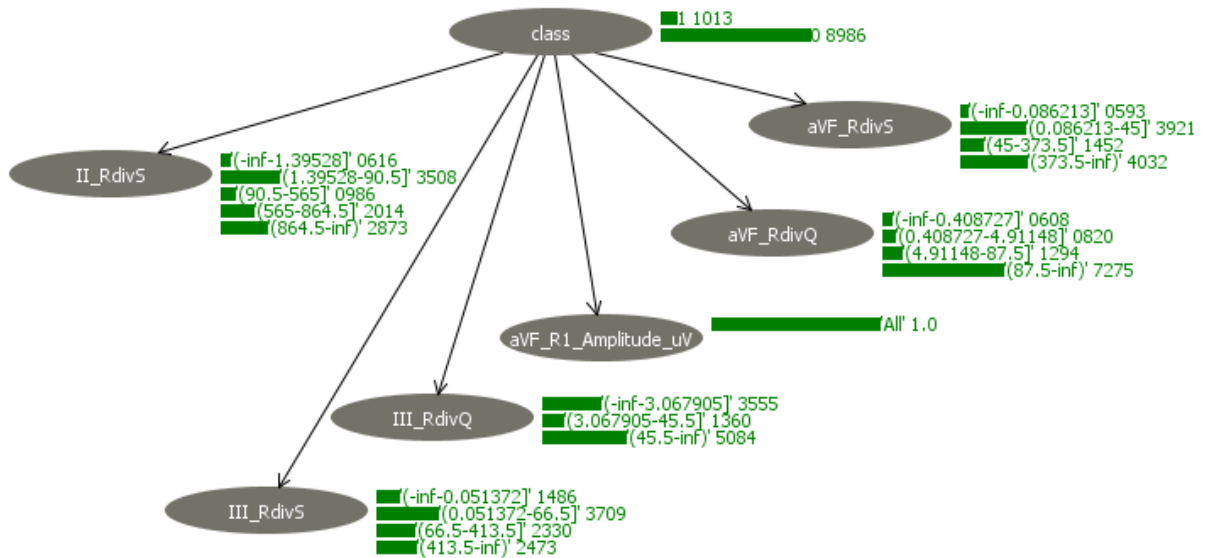 class
1 1013
0 8986
aVF_RdivS
'(-inf-0.086213]' 0593
'(0.086213-45]' 3921
'(45-373.5]' 1452
'(373.5-inf)' 4032
II_RdivS
'(-inf-1.39528]' 0616
'(1.39528-90.5]' 3508
'(90.5-565]' 0986
'(565-864.5]' 2014
'(864.5-inf)' 2873
aVF_RdivQ
'(-inf-0.408727]' 0608
'(0.408727-4.91148]' 0820
'(4.91148-87.5]' 1294
'(87.5-inf)' 7275
aVF_R1_Amplitude_uV
'All' 1.0
III_RdivQ
'(-inf-3.067905]' 3555
'(3.067905-45.5]' 1360
'(45.5-inf)' 5084
III_RdivS
'(-inf-0.051372]' 1486
'(0.051372-66.5]' 3709
'(66.5-413.5]' 2330
'(413.5-inf)' 2473